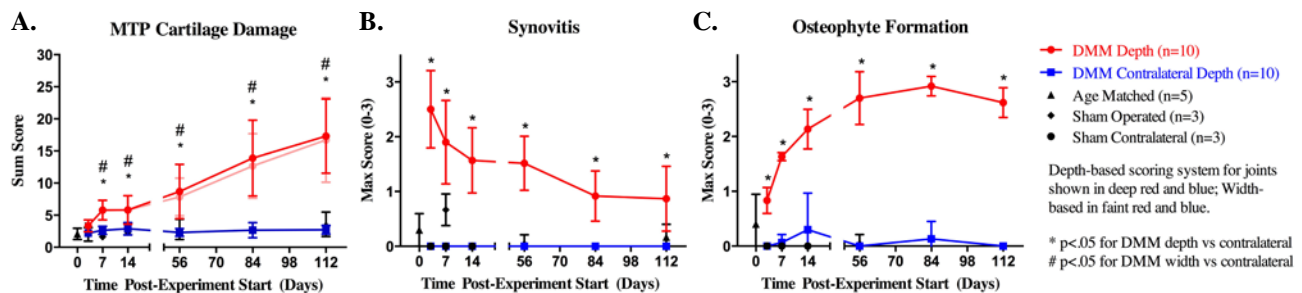 A.
MTP Cartilage Damage
Sum Score
30
25
20
15
10
5
0
# *
# *
# *
# *
# *
0 7 14 56 70 84 98 112
Time Post-Experiment Start (Days)
B.
Synovitis
Max Score (0-3)
3
2
1
0
* * * * * *
0 7 14 56 70 84 98 112
Time Post-Experiment Start (Days)
C.
Osteophyte Formation
Max Score (0-3)
3
2
1
0
* * * * * *
0 7 14 56 70 84 98 112
Time Post-Experiment Start (Days)
DMM Depth (n=10)
DMM Contralateral Depth (n=10)
Age Matched (n=5)
Sham Operated (n=3)
Sham Contralateral (n=3)
Depth-based scoring system for joints
shown in deep red and blue; Width-
based in faint red and blue.
* p<.05 for DMM depth vs contralateral
# p<.05 for DMM width vs contralateral